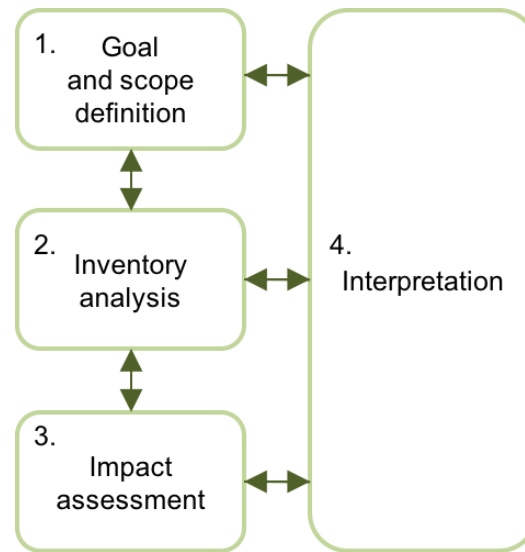 1. Goal
and scope
definition
2. Inventory
analysis
3. Impact
assessment
4.
Interpretation